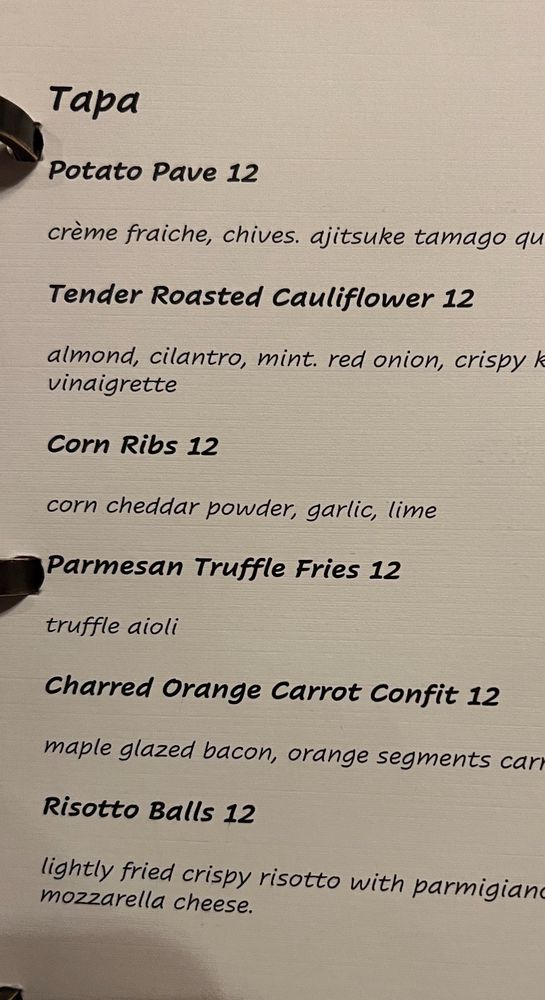 Tapa
Potato Pave 12
crème fraiche, chives. ajitsuke tamago
Tender Roasted Cauliflower 12
almond, cilantro, mint. red onion, crispy
vinaigrette
Corn Ribs 12
corn cheddar powder, garlic, lime
Parmesan Truffle Fries 12
truffle aioli
Charred Orange Carrot Confit 12
maple glazed bacon, orange segments
Risotto Balls 12
lightly fried crispy risotto with
mozzarella cheese.